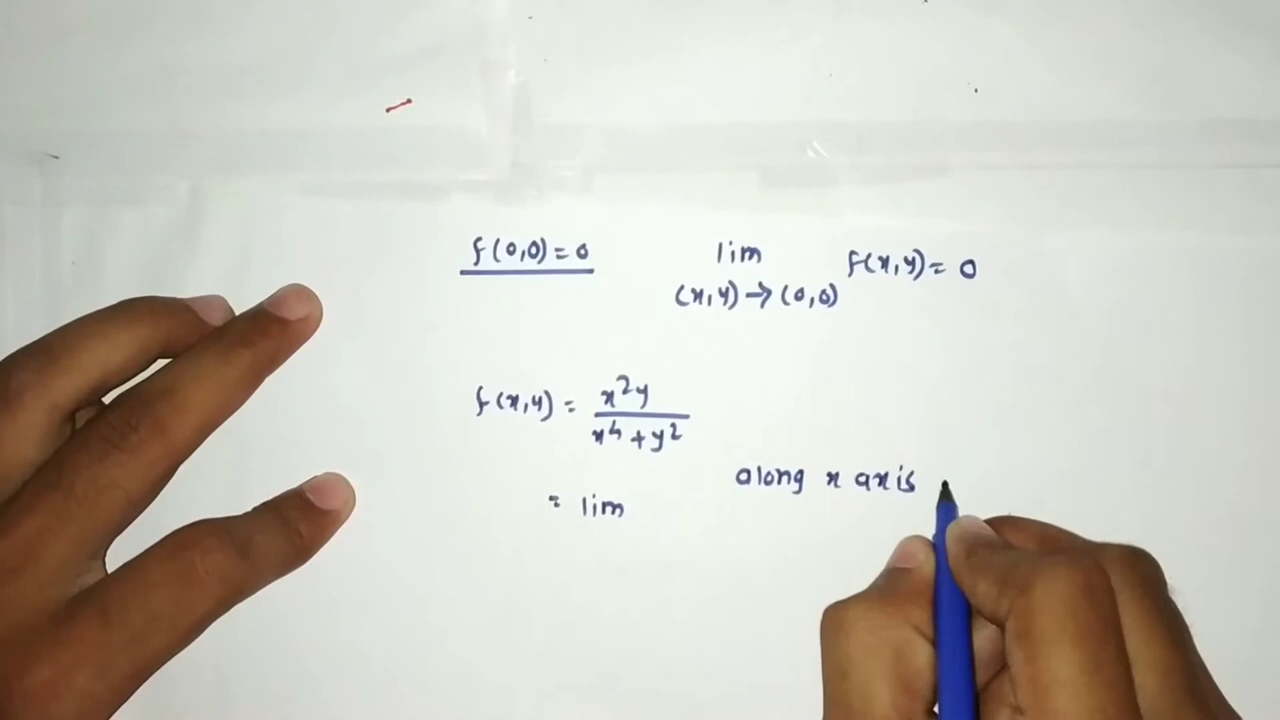 f(0,0) = 0
lim f(x,y) = 0
(x,y) → (0,0)
f(x,y) = x²y / x⁴ + y²
along x axis
= lim